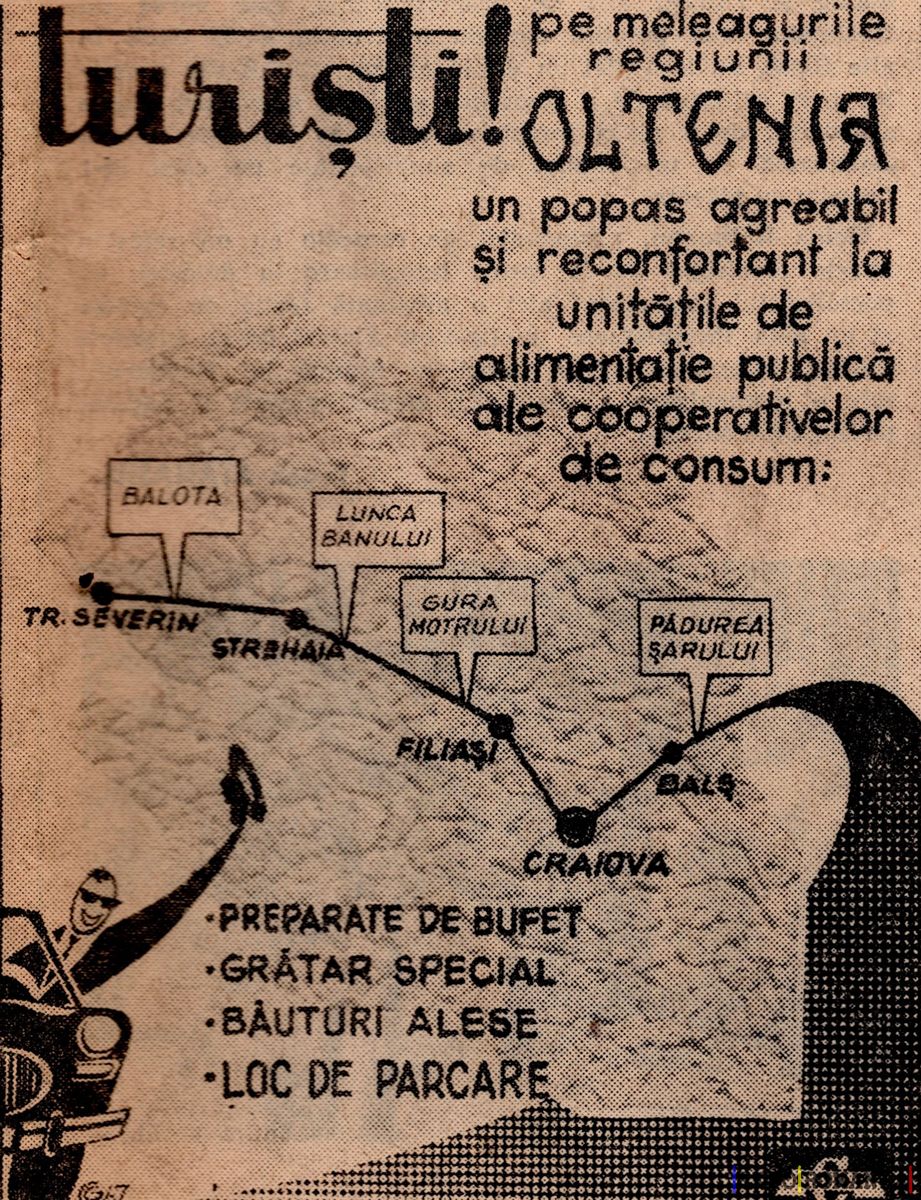 Turiști!
pe meleagurile
regiunii
OLTENIA
un popas agreabil
și reconfortant la
unitățile de
alimentație publică
ale cooperativelor
de consum:
BALOTA
LUNCA
BANULUI
GURA
MOTRULUI
PĂDUREA
ȘARULUI
TR. SEVERIN
STREHAIA
FILIAȘI
BALȘ
CRAIOVA
•PREPARATE DE BUFET
•GRĂTAR SPECIAL
•BĂUTURI ALESE
•LOC DE PARCARE